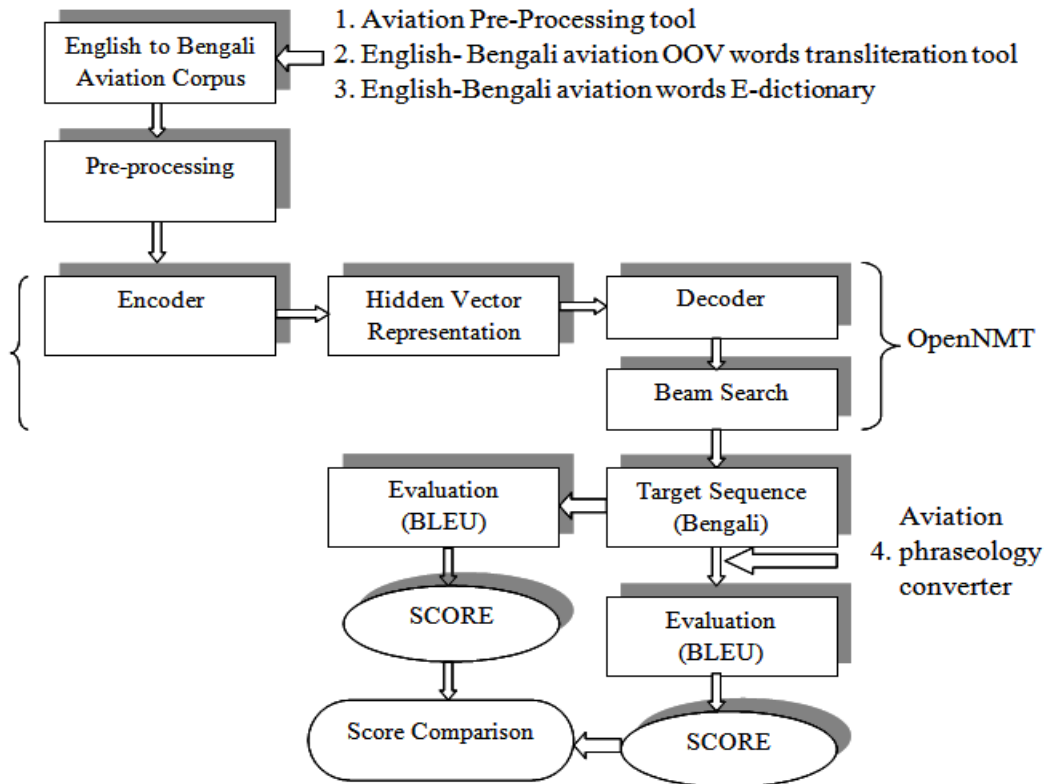 English to Bengali
Aviation Corpus
1. Aviation Pre-Processing tool
2. English- Bengali aviation OOV words transliteration tool
3. English-Bengali aviation words E-dictionary
Pre-processing
Encoder
Hidden Vector
Representation
Decoder
OpenNMT
Beam Search
Evaluation
(BLEU)
Target Sequence
(Bengali)
Aviation
4. phraseology
converter
SCORE
Evaluation
(BLEU)
Score Comparison
SCORE